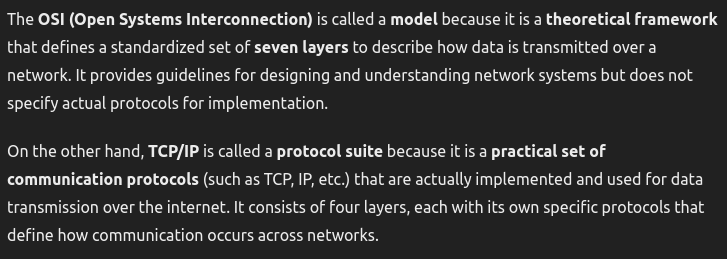 The OSI (Open Systems Interconnection) is called a model because it is a theoretical framework
that defines a standardized set of seven layers to describe how data is transmitted over a
network. It provides guidelines for designing and understanding network systems but does not
specify actual protocols for implementation.
On the other hand, TCP/IP is called a protocol suite because it is a practical set of
communication protocols (such as TCP, IP, etc.) that are actually implemented and used for data
transmission over the internet. It consists of four layers, each with its own specific protocols that
define how communication occurs across networks.